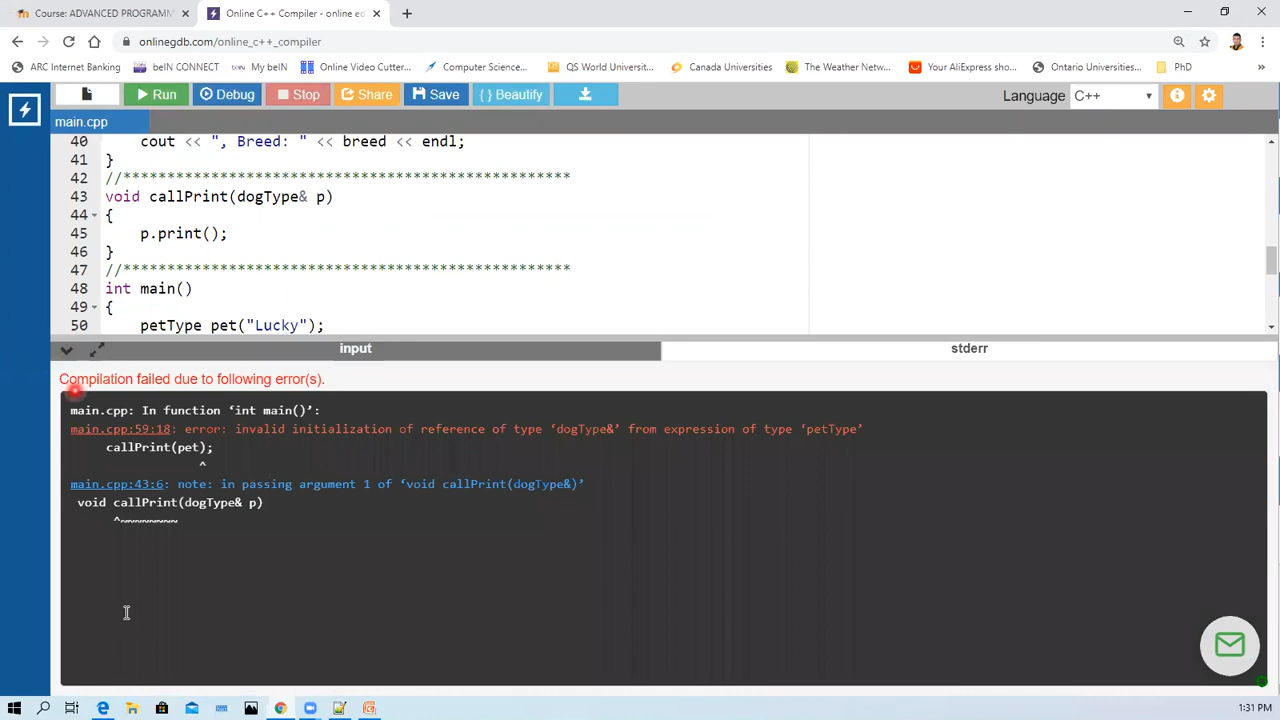 Course: ADVANCED PROGRAMM
Online C++ Compiler - online ed
onlinegdb.com/online_c++_compiler
ARC Internet Banking
beIN CONNECT
My beIN
Online Video Cutter...
Computer Science...
QS World Universit...
Canada Universities
The Weather Netw...
Your AliExpress sho...
Ontario Universitie...
PhD
»
Run
Debug
Stop
Share
Save
{ } Beautify
Language C++
main.cpp
40 cout << ", Breed: " << breed << endl;
41 }
42 //***************************************************
43 void callPrint(dogType& p)
44 {
45 p.print();
46 }
47 //***************************************************
48 int main()
49 {
50 petType pet("Lucky");
input
stderr
Compilation failed due to following error(s).
main.cpp: In function ‘int main()’:
main.cpp:59:18: error: invalid initialization of reference of type ‘dogType&’ from expression of type ‘petType’
callPrint(pet);
^
main.cpp:43:6: note: in passing argument 1 of ‘void callPrint(dogType&)’
void callPrint(dogType& p)
^~~~~~~~~
1:31 PM